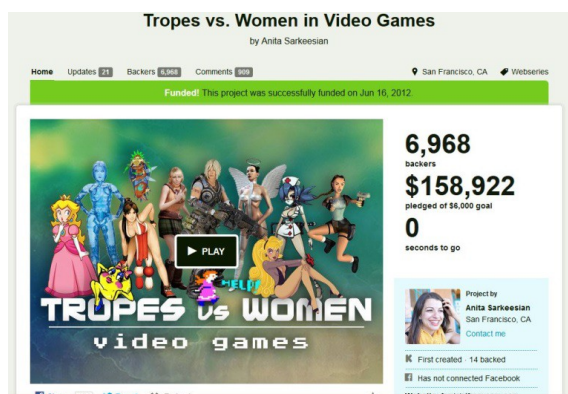 Tropes vs. Women in Video Games
by Anita Sarkeesian
Home Updates 21 Backers 6,968 Comments 909 San Francisco, CA Webseries
Funded! This project was successfully funded on Jun 16, 2012.
6,968
backers
$158,922
pledged of $6,000 goal
0
seconds to go
PLAY
HELP!
TROPES vs WOMEN
video games
Project by
Anita Sarkeesian
San Francisco, CA
Contact me
First created · 14 backed
Has not connected Facebook